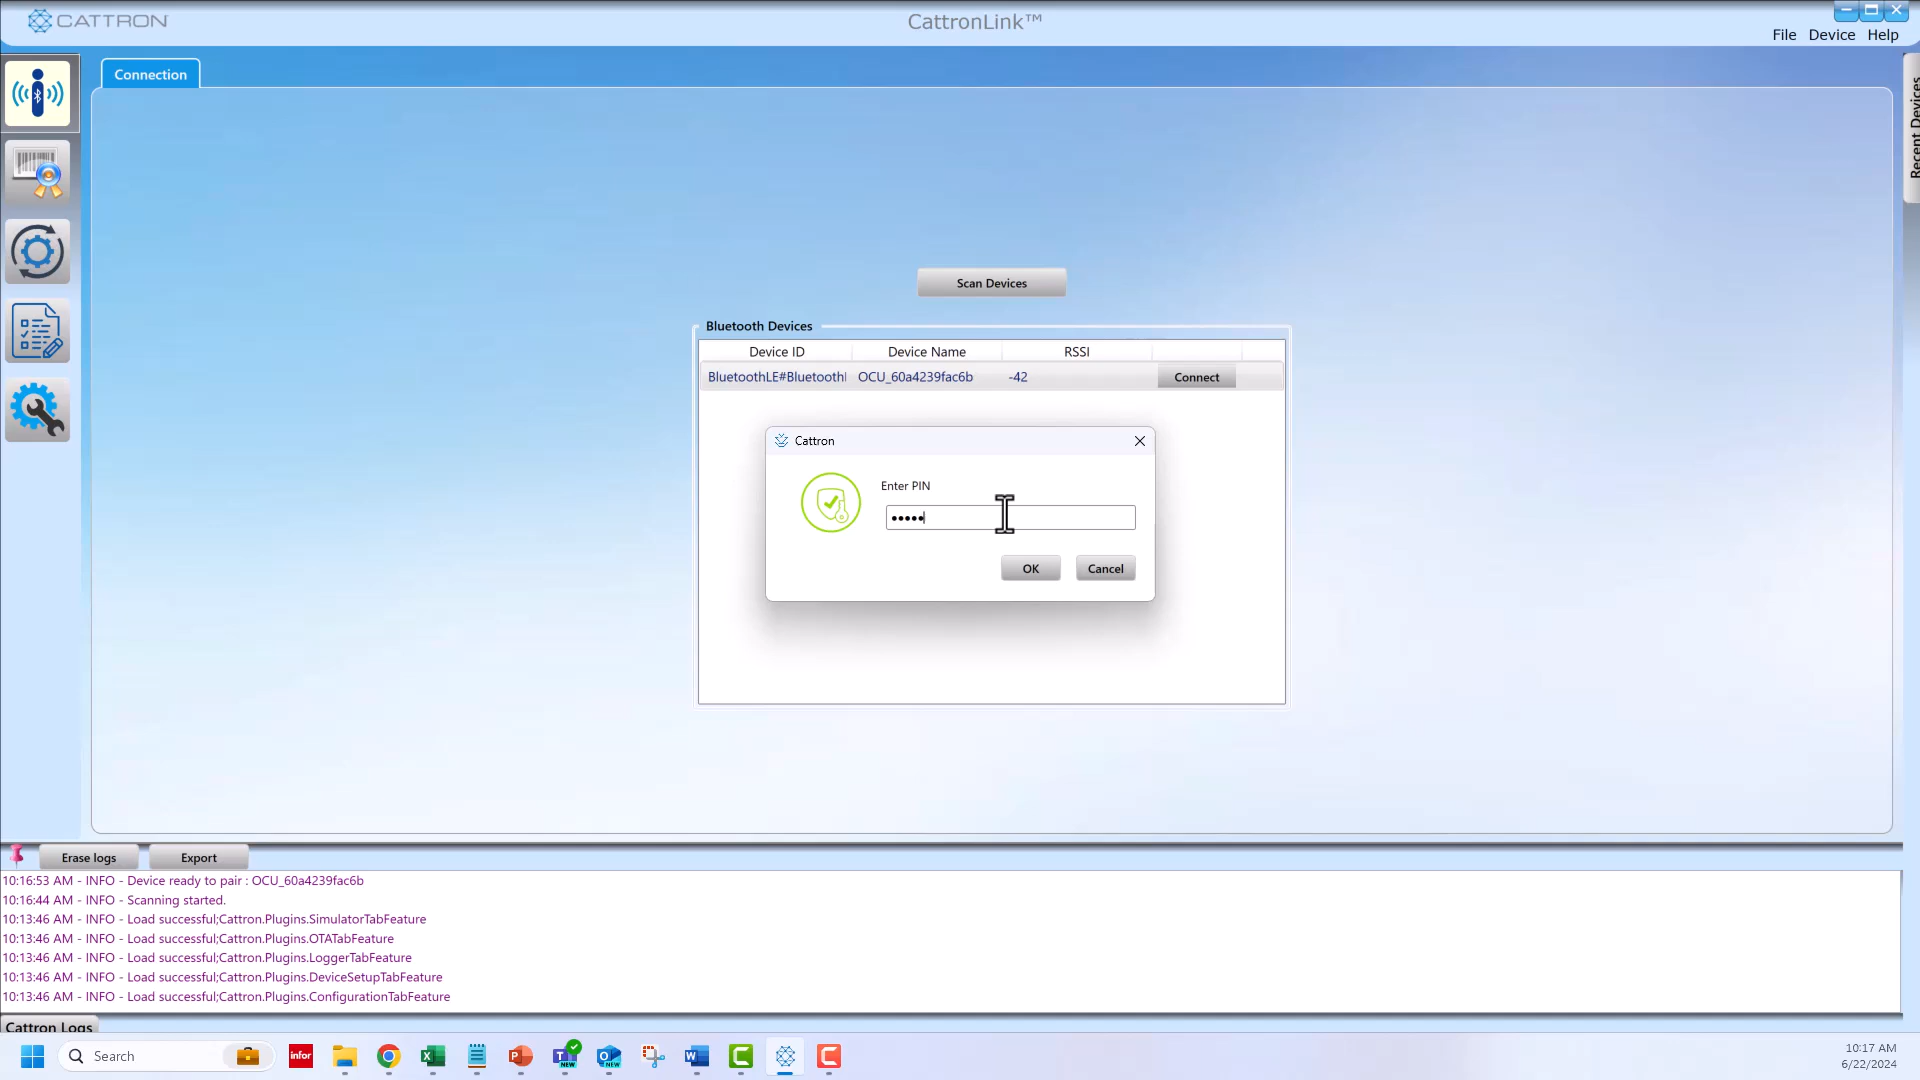 CATTRON
CattronLink™
File Device Help
Connection
Recent Devices
Scan Devices
Bluetooth Devices
Device ID Device Name RSSI
BluetoothLE#Bluetooth OCU_60a4239fac6b -42 Connect
Cattron
Enter PIN
•••••
OK Cancel
Erase logs Export
10:16:53 AM - INFO - Device ready to pair : OCU_60a4239fac6b
10:16:44 AM - INFO - Scanning started.
10:13:46 AM - INFO - Load successful;Cattron.Plugins.SimulatorTabFeature
10:13:46 AM - INFO - Load successful;Cattron.Plugins.OTATabFeature
10:13:46 AM - INFO - Load successful;Cattron.Plugins.LoggerTabFeature
10:13:46 AM - INFO - Load successful;Cattron.Plugins.DeviceSetupTabFeature
10:13:46 AM - INFO - Load successful;Cattron.Plugins.ConfigurationTabFeature
Cattron Logs
Search
infor
NEW
NEW
10:17 AM
6/22/2024